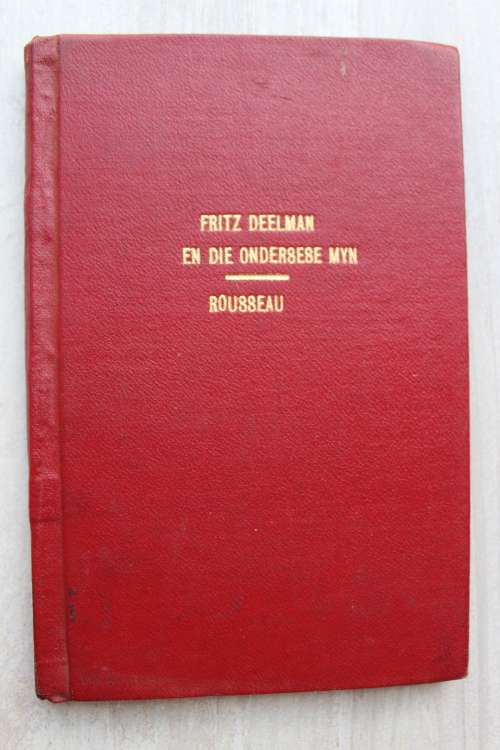 FRITZ DEELMAN
EN DIE ONDERSESE MYN
ROUSSEAU